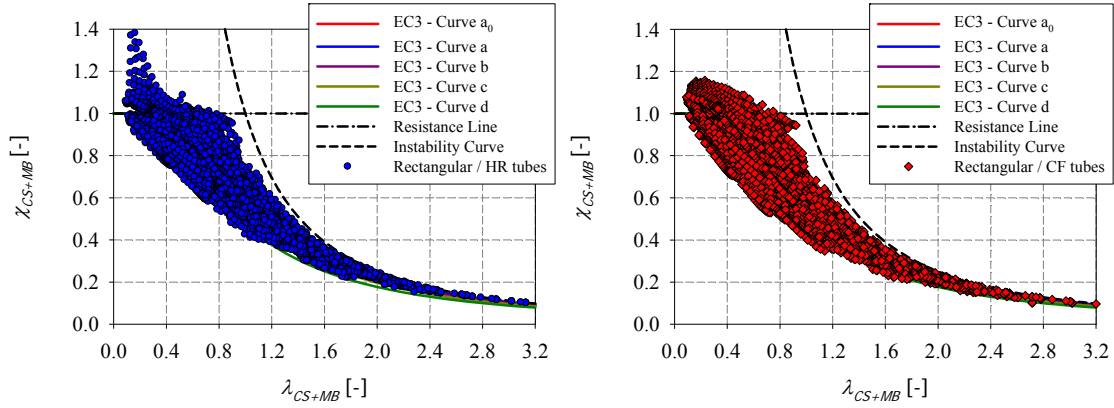 1.4
1.2
1.0
0.8
0.6
0.4
0.2
0.0
χCS+MB [-]
0.0 0.4 0.8 1.2 1.6 2.0 2.4 2.8 3.2
λCS+MB [-]
EC3 - Curve a0
EC3 - Curve a
EC3 - Curve b
EC3 - Curve c
EC3 - Curve d
Resistance Line
Instability Curve
Rectangular / HR tubes
1.4
1.2
1.0
0.8
0.6
0.4
0.2
0.0
χCS+MB [-]
0.0 0.4 0.8 1.2 1.6 2.0 2.4 2.8 3.2
λCS+MB [-]
EC3 - Curve a0
EC3 - Curve a
EC3 - Curve b
EC3 - Curve c
EC3 - Curve d
Resistance Line
Instability Curve
Rectangular / CF tubes